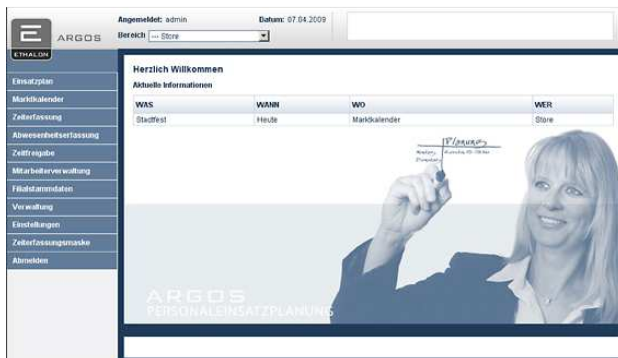 Angemeldet: admin Datum: 07.04.2009
E ARGOS
Bereich --- Store
ETHALON
Herzlich Willkommen
Aktuelle Informationen
WAS WANN WO WER
Stadtfest Heute Marktkalender Store
Einsatzplan
Marktkalender
Zeiterfassung
Abwesenheitserfassung
Zeitfreigabe
Mitarbeiterverwaltung
Filialstammdaten
Verwaltung
Einstellungen
Zeiterfassungsmaske
Abmelden
Planung
ARGOS
PERSONALEINSATZPLANUNG